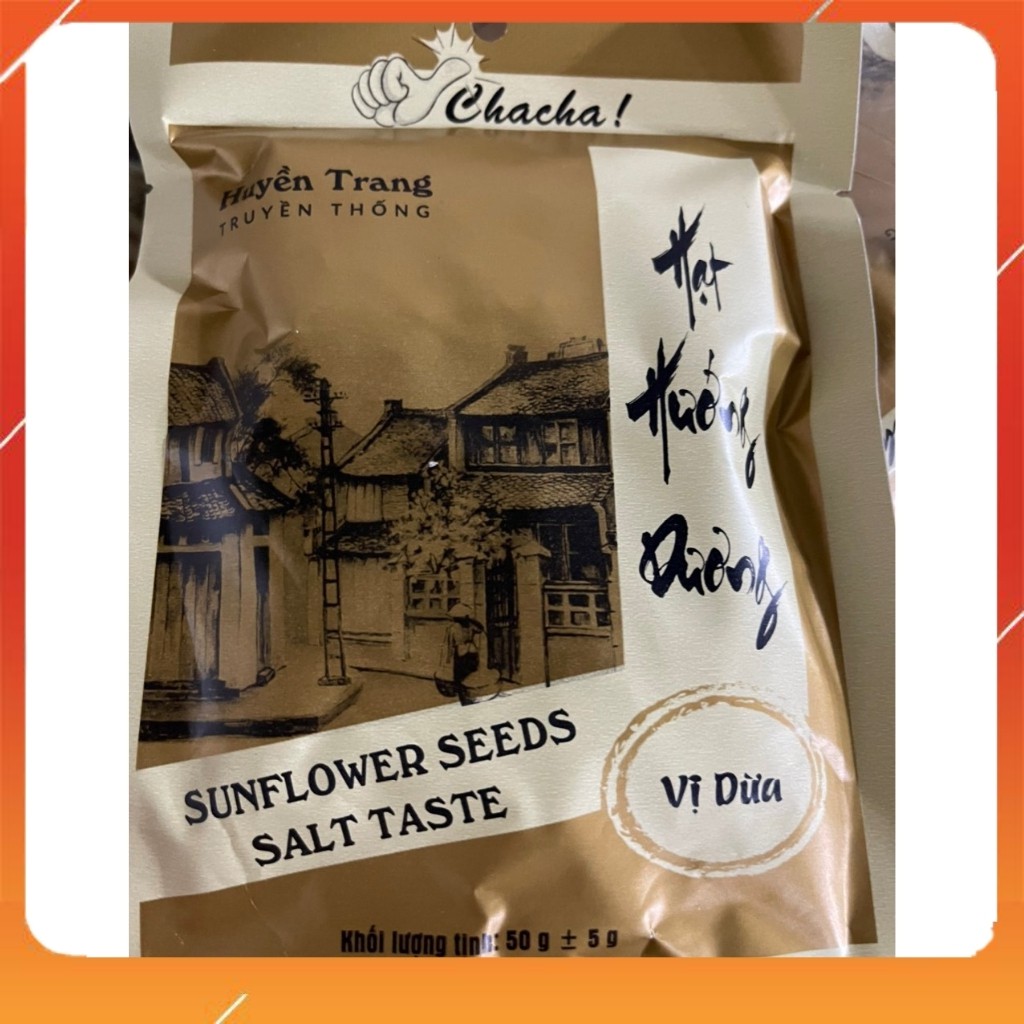 Chacha!
Huyền Trang
TRUYỀN THỐNG
Hạt
Hướng
Dương
SUNFLOWER SEEDS
SALT TASTE
Vị Dừa
Khối lượng tịnh: 50 g ± 5 g